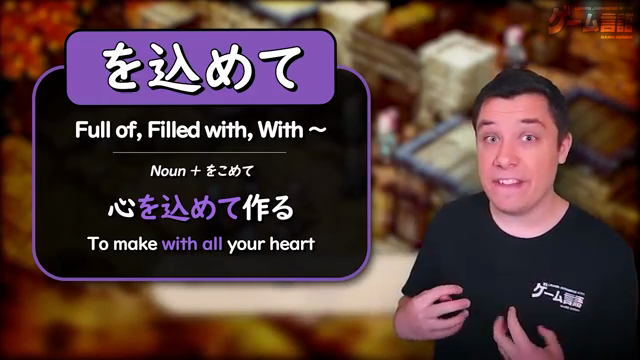 を込めて
Full of, Filled with, With ~
Noun + をこめて
心を込めて作る
To make with all your heart
ゲーム言語
ゲーム言語